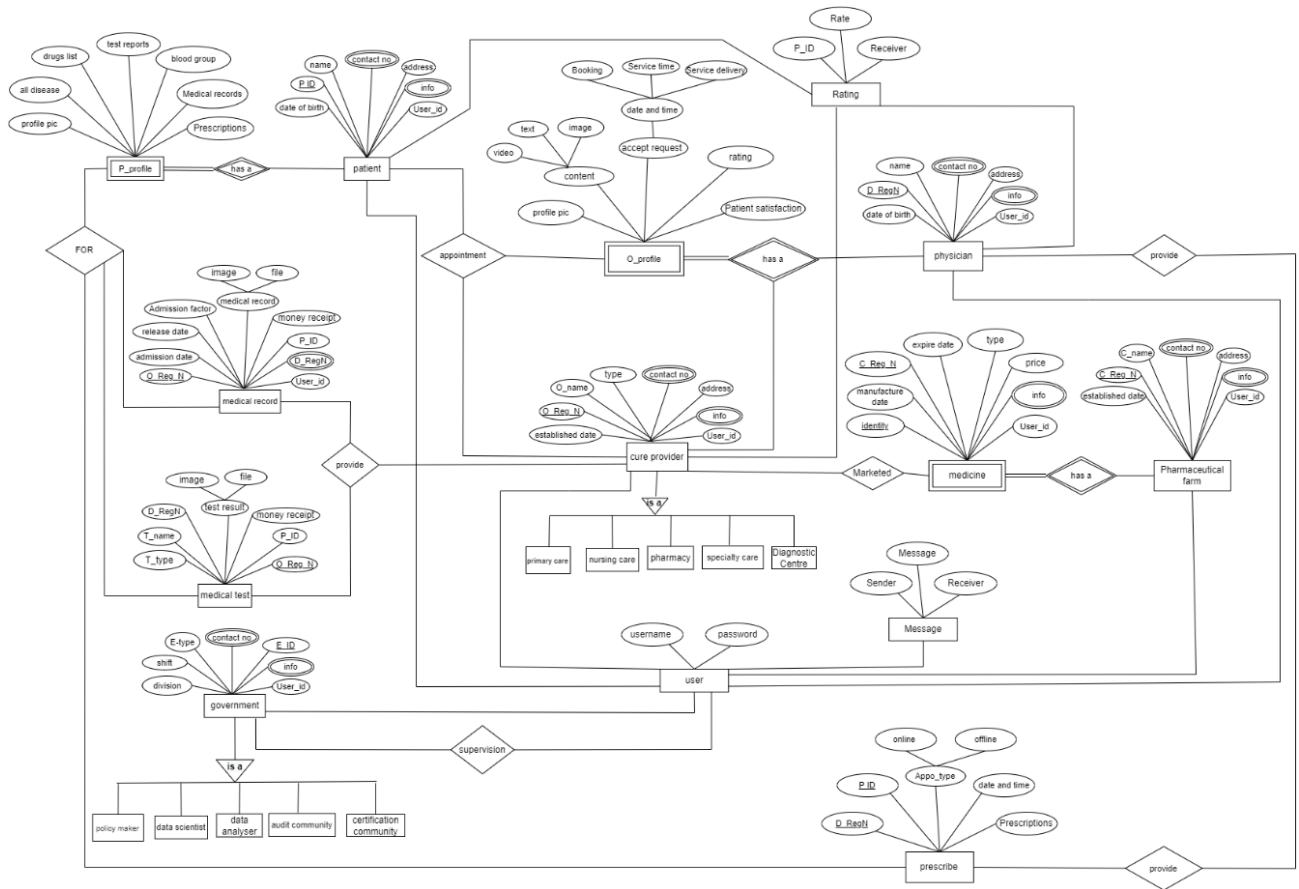 Rate
P_ID
Receiver
Rating
test reports
drugs list
blood group
all disease
Medical records
profile pic
Prescriptions
P_profile
has a
name
contact no
address
P_ID
info
date of birth
User_id
patient
Booking
Service time
Service delivery
date and time
text
image
video
accept request
content
rating
profile pic
Patient satisfaction
O_profile
has a
appointment
name
contact no
address
D_RegN
info
date of birth
User_id
physician
provide
FOR
image
file
medical record
Admission factor
money receipt
release date
P_ID
admission date
D_RegN
O_Reg_N
User_id
medical record
type
contact no
O_name
address
O_Reg_N
info
established date
User_id
cure provider
expire date
type
C_Reg_N
price
manufacture
date
info
identity
User_id
medicine
Marketed
has a
C_name
contact no
address
C_Reg_N
info
established date
User_id
Pharmaceutical
farm
provide
image
file
D_RegN
test result
money receipt
T_name
P_ID
T_type
O_Reg_N
medical test
is a
primary care
nursing care
pharmacy
specialty care
Diagnostic
Centre
Message
Sender
Receiver
Message
username
password
user
E-type
contact no
E_ID
shift
info
division
User_id
government
supervision
is a
policy maker
data scientist
data
analyser
audit community
certification
community
online
offline
P_ID
Appo_type
date and time
D_RegN
Prescriptions
prescribe
provide